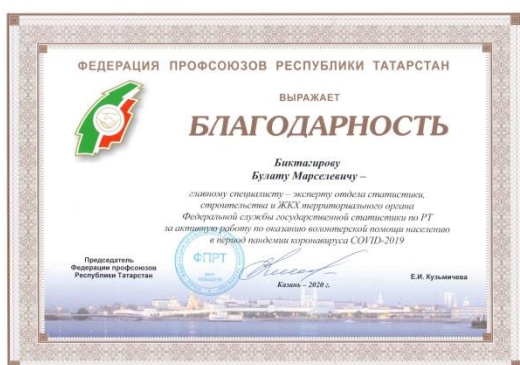 ФЕДЕРАЦИЯ ПРОФСОЮЗОВ РЕСПУБЛИКИ ТАТАРСТАН
ВЫРАЖАЕТ
БЛАГОДАРНОСТЬ
Биктагирову
Булату Марселевичу –
главному специалисту – эксперту отдела статистики,
строительства и ЖКХ территориального органа
Федеральной службы государственной статистики по РТ
за активную работу по оказанию волонтерской помощи населению
в период пандемии коронавируса COVID-2019
ФПРТ
Председатель
Федерации профсоюзов
Республики Татарстан
Е.И. Кузьмичева
Казань – 2020 г.